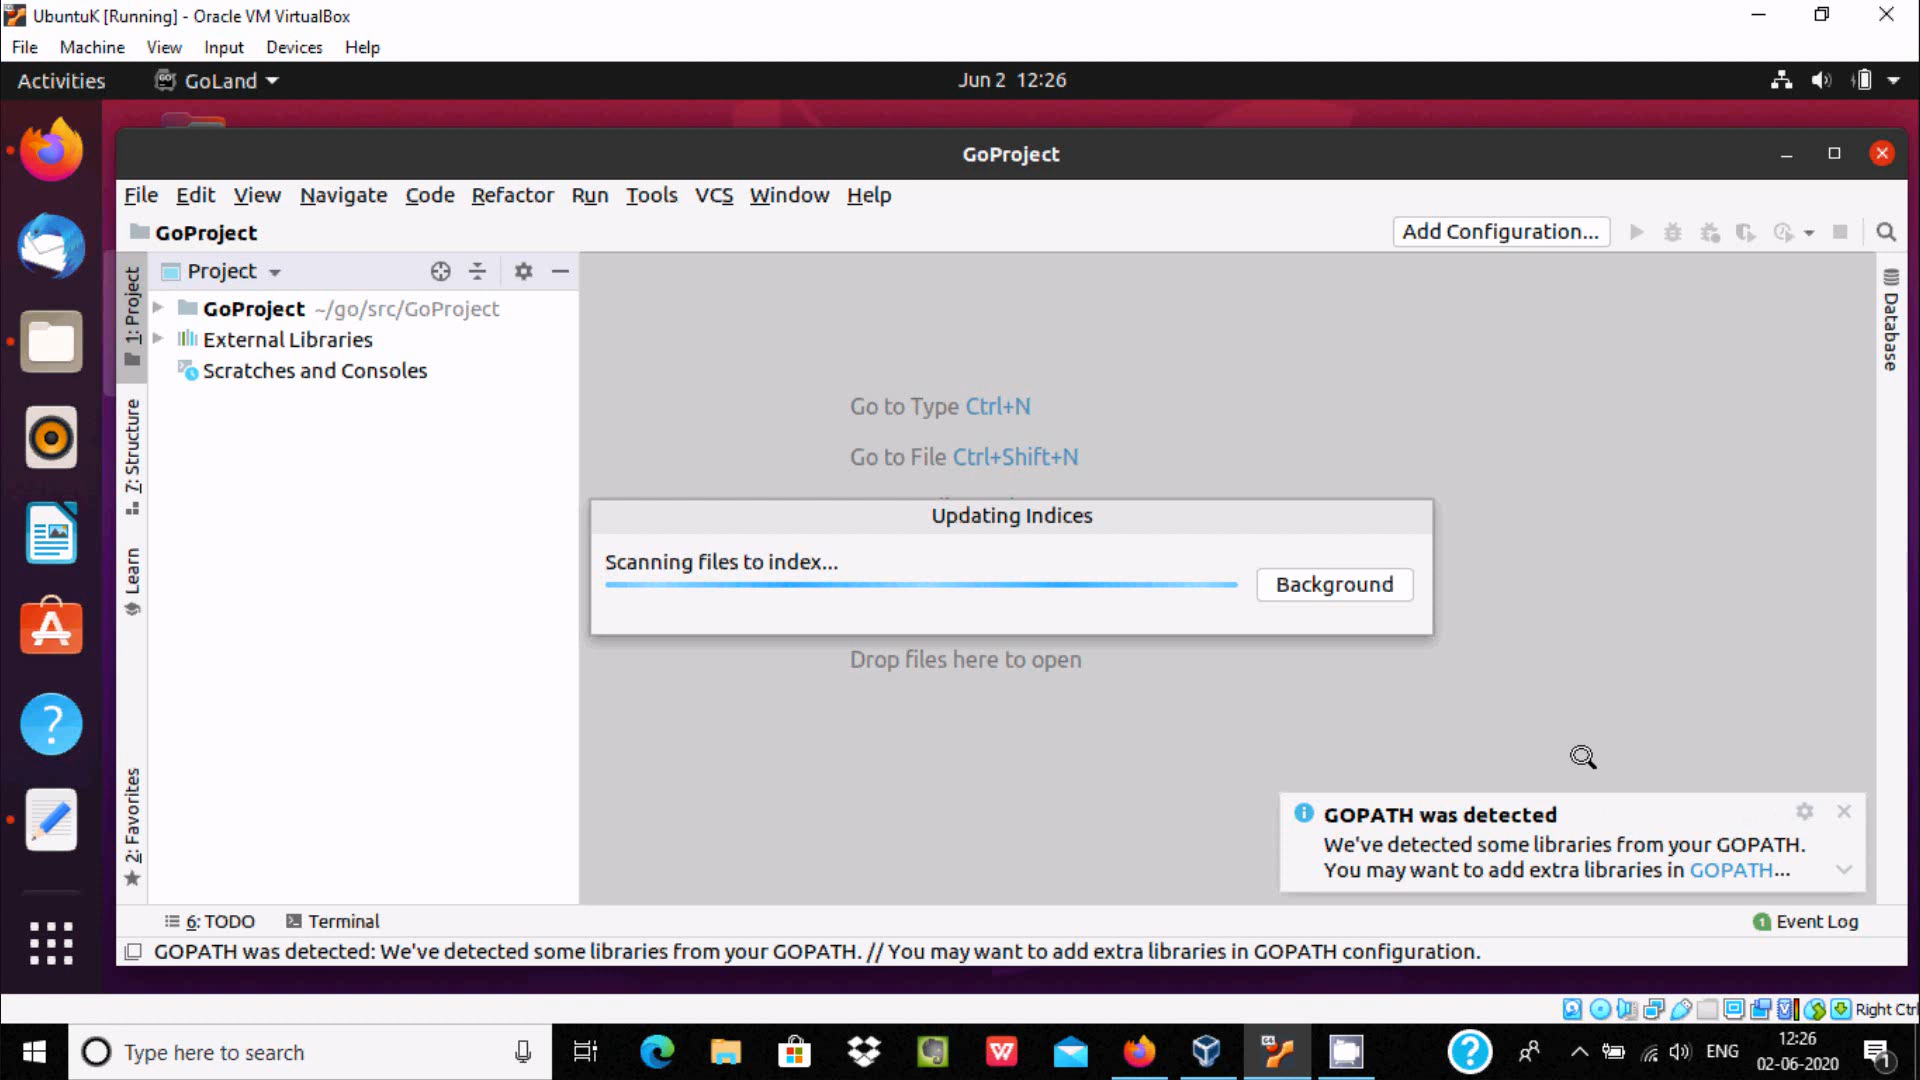 UbuntuK [Running] - Oracle VM VirtualBox
File Machine View Input Devices Help
Activities GoLand Jun 2 12:26
GoProject
File Edit View Navigate Code Refactor Run Tools VCS Window Help
GoProject Add Configuration...
Project
1: Project
GoProject ~/go/src/GoProject
External Libraries
Scratches and Consoles
7: Structure
Learn
2: Favorites
Database
Go to Type Ctrl+N
Go to File Ctrl+Shift+N
Updating Indices
Scanning files to index...
Background
Drop files here to open
GOPATH was detected
We've detected some libraries from your GOPATH.
You may want to add extra libraries in GOPATH...
6: TODO Terminal 1 Event Log
GOPATH was detected: We've detected some libraries from your GOPATH. // You may want to add extra libraries in GOPATH configuration.
Right Ctrl
Type here to search
ENG
12:26
02-06-2020
1